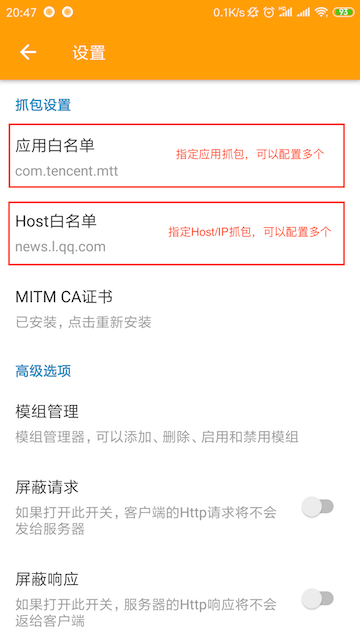 20:47 0.1K/s 93
设置
抓包设置
应用白名单
指定应用抓包，可以配置多个
com.tencent.mtt
Host白名单
指定Host/IP抓包，可以配置多个
news.l.qq.com
MITM CA证书
已安装，点击重新安装
高级选项
模组管理
模组管理器，可以添加、删除、启用和禁用模组
屏蔽请求
如果打开此开关，客户端的Http请求将不会
发给服务器
屏蔽响应
如果打开此开关，服务器的Http响应将不会
返给客户端